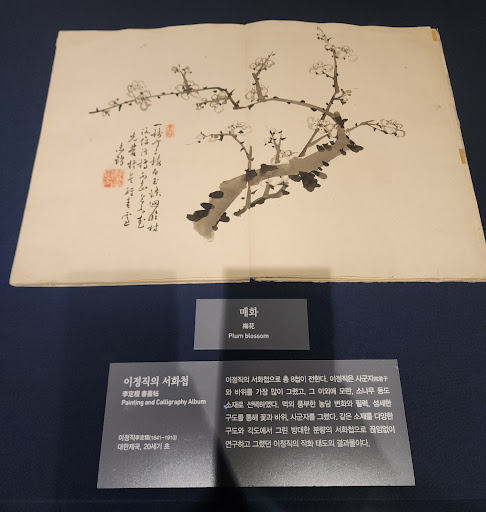 매화
梅花
Plum blossom
이정직의 서화첩
李定稷 書畵帖
Painting and Calligraphy Album
이정직李定稷(1841~1910)
대한제국, 20세기 초
이정직의 서화첩으로 총 8첩이 전한다. 이정직은 사군자四君子
와 바위를 가장 많이 그렸고, 그 이외에 모란, 소나무 등도
소재로 선택하였다. 먹의 풍부한 농담 변화와 필력, 섬세한
구도를 통해 꽃과 바위, 사군자를 그렸다. 같은 소재를 다양한
구도와 각도에서 그린 방대한 분량의 서화첩으로 끊임없이
연구하고 그렸던 이정직의 작화 태도의 결과물이다.